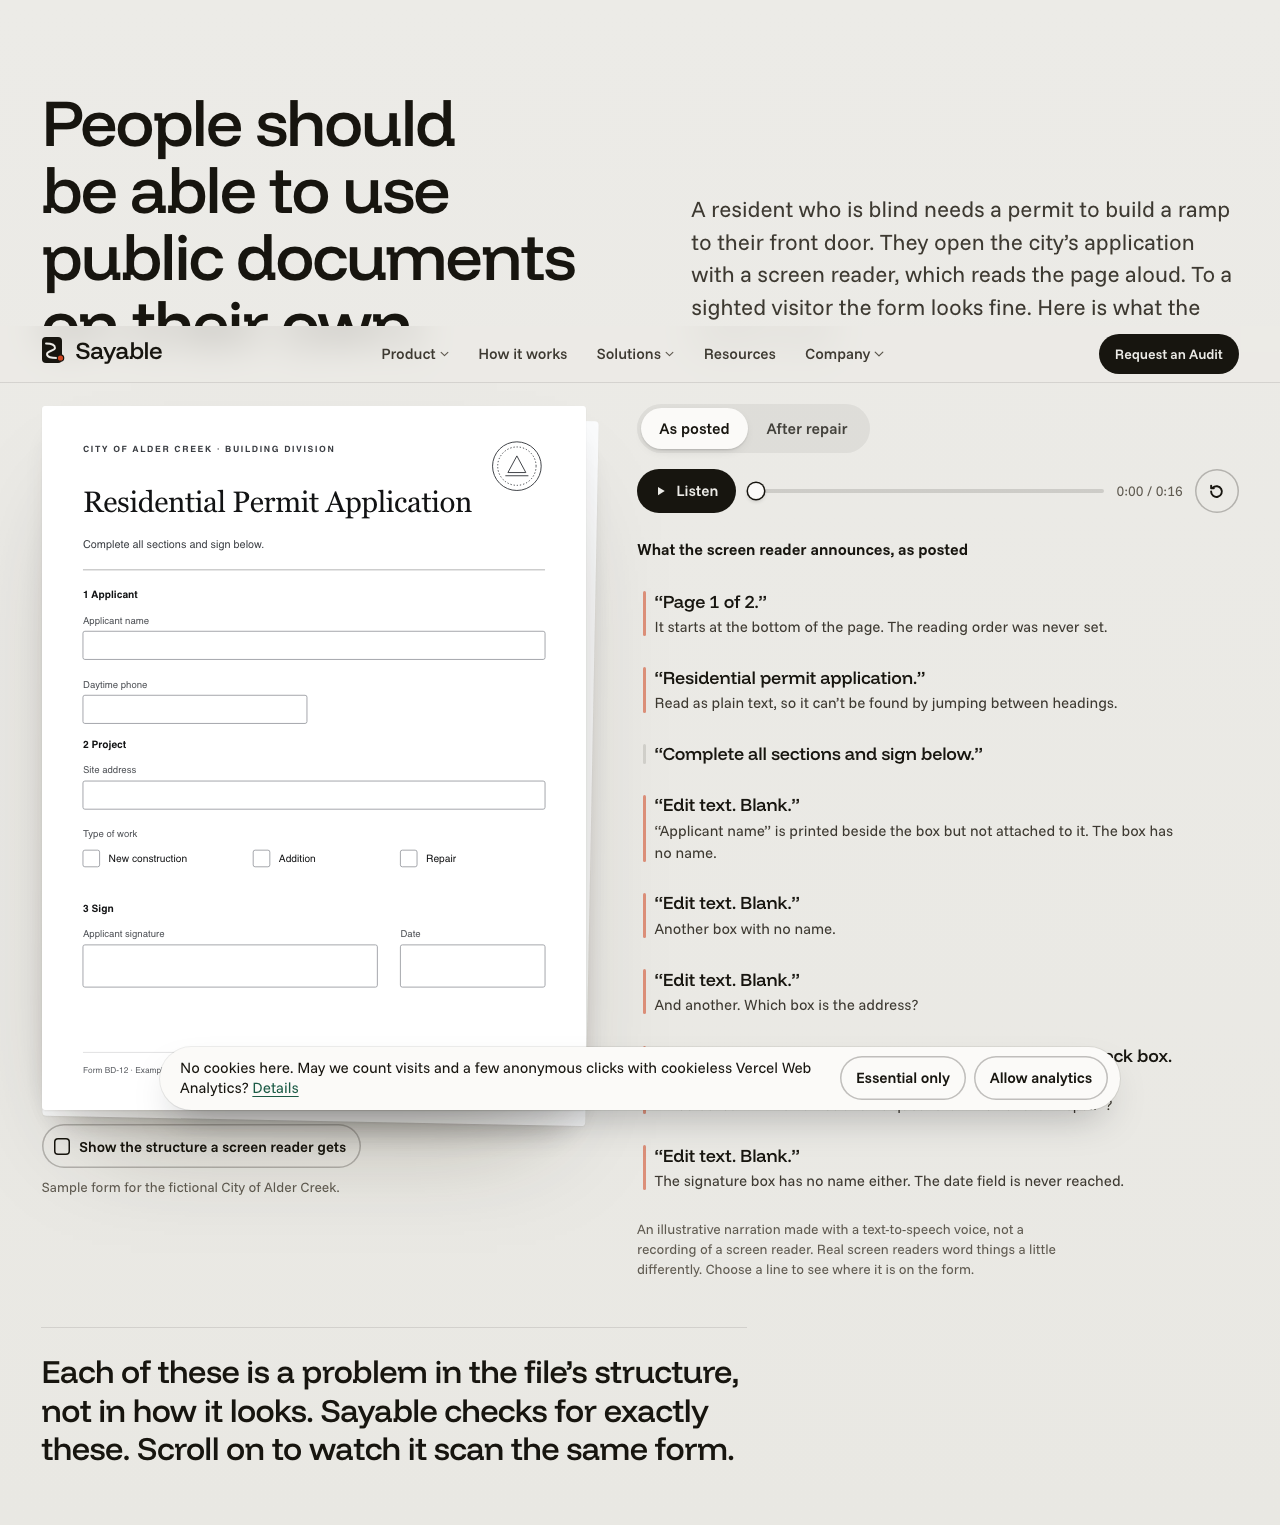 People should
be able to use
public documents
on their own
A resident who is blind needs a permit to build a ramp
to their front door. They open the city’s application
with a screen reader, which reads the page aloud. To a
sighted visitor the form looks fine. Here is what the
Sayable
Product
How it works
Solutions
Resources
Company
Request an Audit
CITY OF ALDER CREEK · BUILDING DIVISION
Residential Permit Application
Complete all sections and sign below.
1 Applicant
Applicant name
Daytime phone
2 Project
Site address
Type of work
New construction
Addition
Repair
3 Sign
Applicant signature
Date
Form BD-12 ·
Show the structure a screen reader gets
Sample form for the fictional City of Alder Creek.
As posted
After repair
Listen
0:00 / 0:16
What the screen reader announces, as posted
“Page 1 of 2.”
It starts at the bottom of the page. The reading order was never set.
“Residential permit application.”
Read as plain text, so it can’t be found by jumping between headings.
“Complete all sections and sign below.”
“Edit text. Blank.”
“Applicant name” is printed beside the box but not attached to it. The box has
no name.
“Edit text. Blank.”
Another box with no name.
“Edit text. Blank.”
And another. Which box is the address?
box.
“Edit text. Blank.”
The signature box has no name either. The date field is never reached.
An illustrative narration made with a text-to-speech voice, not a
recording of a screen reader. Real screen readers word things a little
differently. Choose a line to see where it is on the form.
No cookies here. May we count visits and a few anonymous clicks with cookieless Vercel Web
Analytics? Details
Essential only
Allow analytics
Each of these is a problem in the file’s structure,
not in how it looks. Sayable checks for exactly
these. Scroll on to watch it scan the same form.